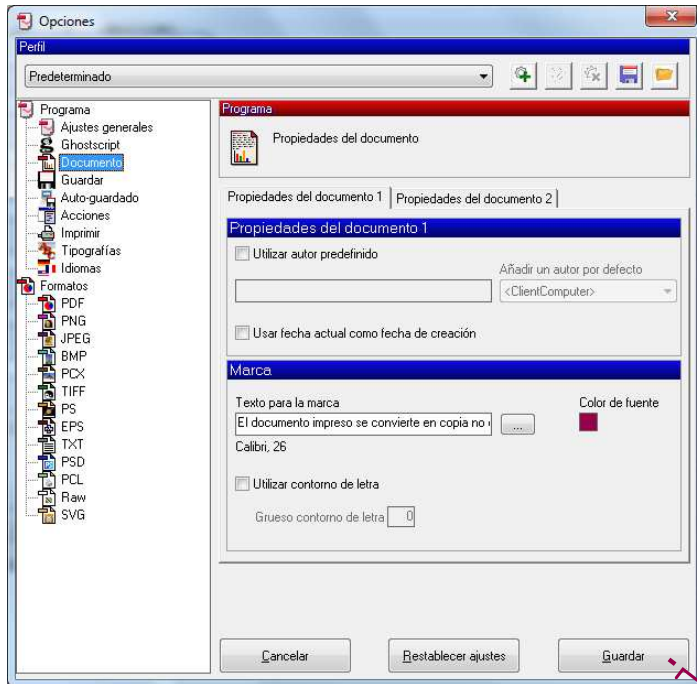 Opciones
Perfil
Predeterminado
Programa
Ajustes generales
Ghostscript
Documento
Guardar
Auto-guardado
Acciones
Imprimir
Tipografías
Idiomas
Formatos
PDF
PNG
JPEG
BMP
PCX
TIFF
PS
EPS
TXT
PSD
PCL
Raw
SVG
Programa
Propiedades del documento
Propiedades del documento 1 Propiedades del documento 2
Propiedades del documento 1
Utilizar autor predefinido
Añadir un autor por defecto
<ClientComputer>
Usar fecha actual como fecha de creación
Marca
Texto para la marca Color de fuente
El documento impreso se convierte en copia no
...
Calibri, 26
Utilizar contorno de letra
Grueso contorno de letra 0
Cancelar Restablecer ajustes Guardar